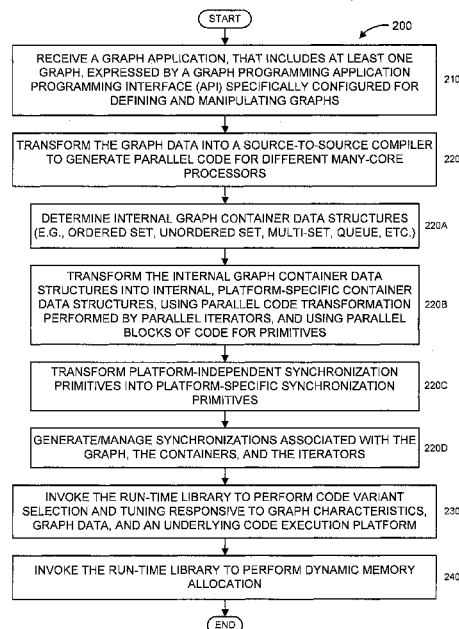 START
200
RECEIVE A GRAPH APPLICATION, THAT INCLUDES AT LEAST ONE
GRAPH, EXPRESSED BY A GRAPH PROGRAMMING APPLICATION
PROGRAMMING INTERFACE (API) SPECIFICALLY CONFIGURED FOR
DEFINING AND MANIPULATING GRAPHS
210
TRANSFORM THE GRAPH DATA INTO A SOURCE-TO-SOURCE COMPILER
TO GENERATE PARALLEL CODE FOR DIFFERENT MANY-CORE
PROCESSORS
220
DETERMINE INTERNAL GRAPH CONTAINER DATA STRUCTURES
(E.G., ORDERED SET, UNORDERED SET, MULTI-SET, QUEUE, ETC.)
220A
TRANSFORM THE INTERNAL GRAPH CONTAINER DATA
STRUCTURES INTO INTERNAL, PLATFORM-SPECIFIC CONTAINER
DATA STRUCTURES, USING PARALLEL CODE TRANSFORMATION
PERFORMED BY PARALLEL ITERATORS, AND USING PARALLEL
BLOCKS OF CODE FOR PRIMITIVES
220B
TRANSFORM PLATFORM-INDEPENDENT SYNCHRONIZATION
PRIMITIVES INTO PLATFORM-SPECIFIC SYNCHRONIZATION
PRIMITIVES
220C
GENERATE/MANAGE SYNCHRONIZATIONS ASSOCIATED WITH THE
GRAPH, THE CONTAINERS, AND THE ITERATORS
220D
INVOKE THE RUN-TIME LIBRARY TO PERFORM CODE VARIANT
SELECTION AND TUNING RESPONSIVE TO GRAPH CHARACTERISTICS,
GRAPH DATA, AND AN UNDERLYING CODE EXECUTION PLATFORM
230
INVOKE THE RUN-TIME LIBRARY TO PERFORM DYNAMIC MEMORY
ALLOCATION
240
END